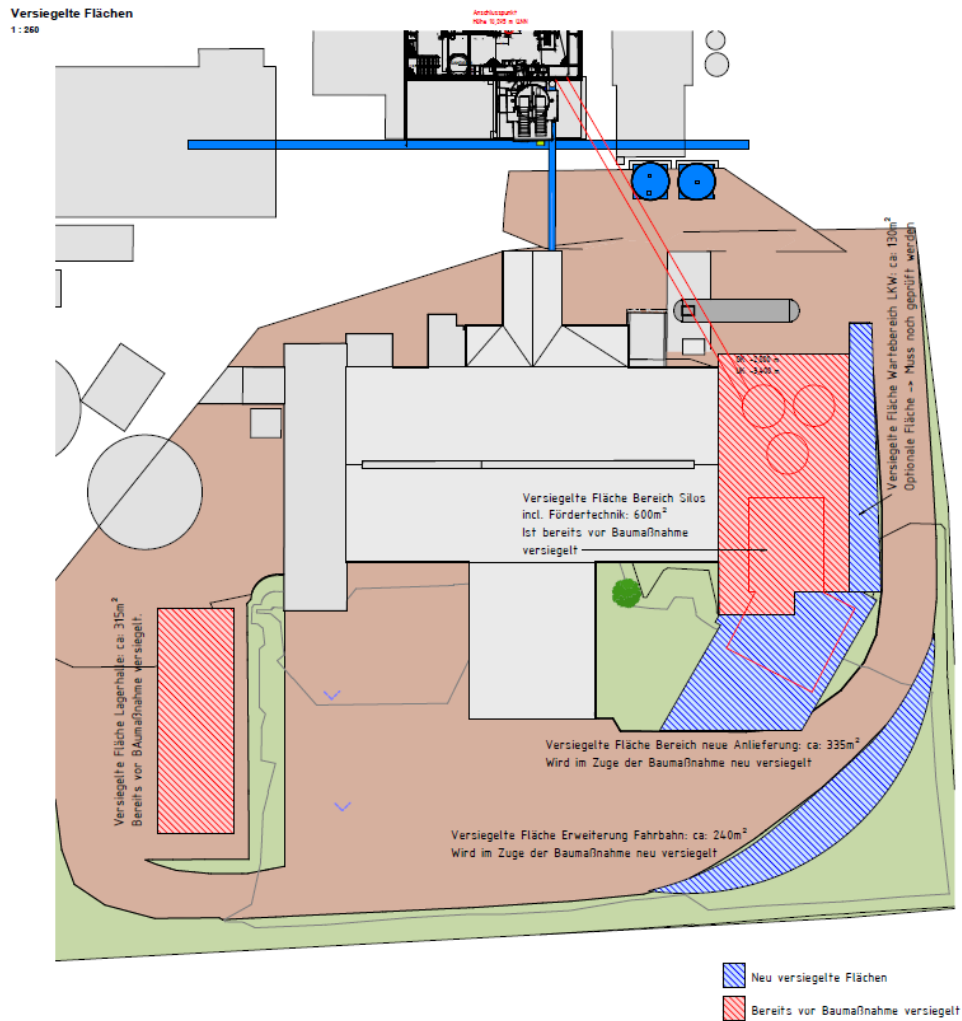 Versiegelte Flächen
1 : 260
Anschlusspunkt
Versiegelte Fläche Wartebereich LKW: ca: 130m²
Optionale Fläche -> Muss noch geprüft werden
Versiegelte Fläche Bereich Silos
incl. Fördertechnik: 600m²
Ist bereits vor Baumaßnahme
versiegelt
Versiegelte Fläche Lagerhalle: ca: 315m²
Bereits vor BAumaßnahme versiegelt.
Versiegelte Fläche Bereich neue Anlieferung: ca: 335m²
Wird im Zuge der Baumaßnahme neu versiegelt
Versiegelte Fläche Erweiterung Fahrbahn: ca: 240m²
Wird im Zuge der Baumaßnahme neu versiegelt
Neu versiegelte Flächen
Bereits vor Baumaßnahme versiegelt